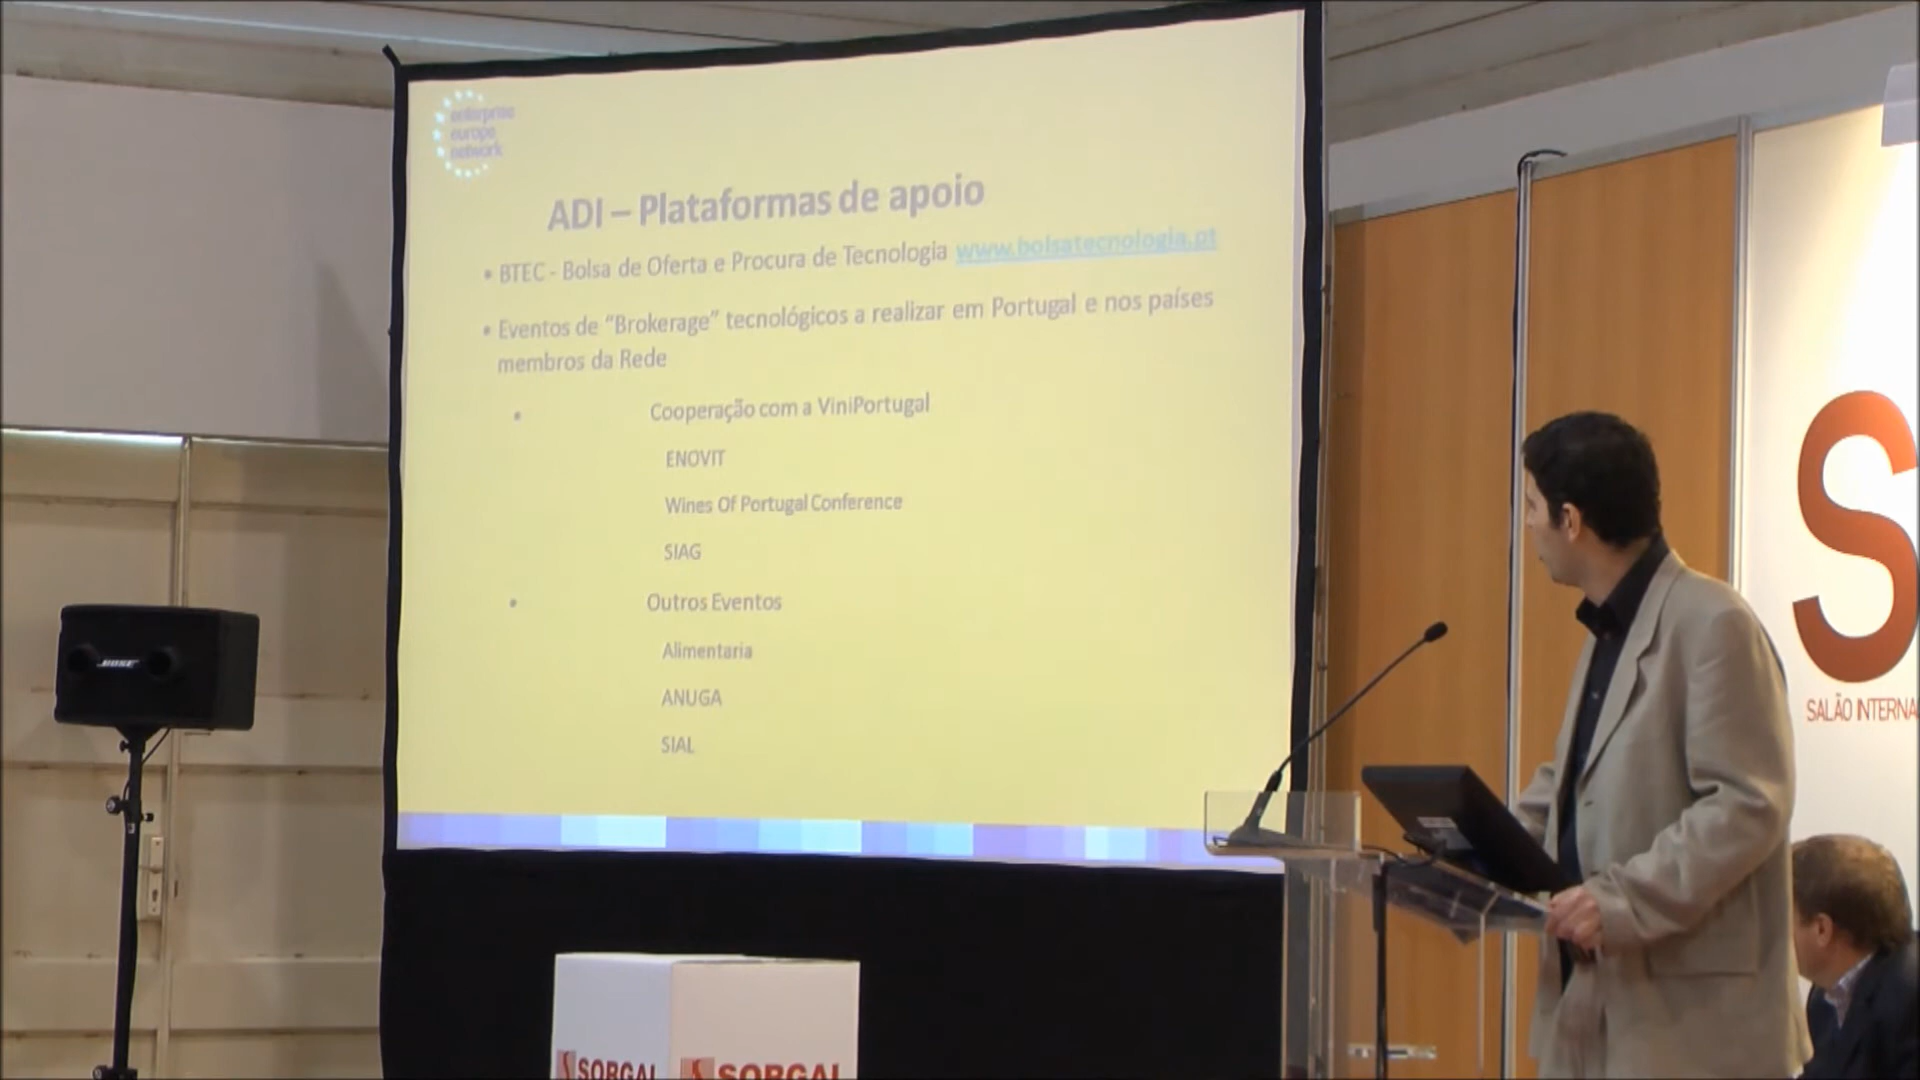 enterprise
europe
network
ADI – Plataformas de apoio
• BTEC - Bolsa de Oferta e Procura de Tecnologia www.bolsatecnologia.pt
• Eventos de “Brokerage” tecnológicos a realizar em Portugal e nos países
membros da Rede
• Cooperação com a ViniPortugal
ENOVIT
Wines Of Portugal Conference
SIAG
• Outros Eventos
Alimentaria
ANUGA
SIAL
BOSE
S
SALÃO INTERNA
SORGAL
SORGAL